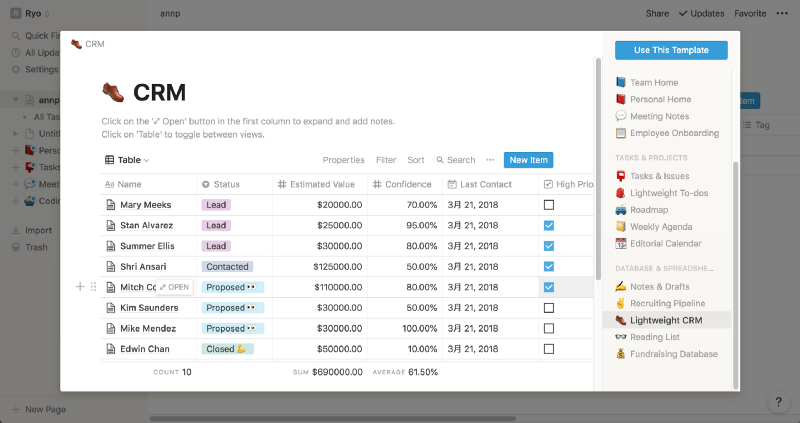 Ryo
annp
Share
Updates
Favorite
Quick Fin
All Upda
Settings
annp
All Tas
Untitl
Perso
Tasks
Meeti
Codin
Import
Trash
New Page
Tag
CRM
CRM
Click on the '⤢ Open' button in the first column to expand and add notes.
Click on 'Table' to toggle between views.
Table Properties Filter Sort Search ••• New Item
Aa Name Status # Estimated Value # Confidence Last Contact High Prio
Mary Meeks Lead $20000.00 70.00% 3月 21, 2018
Stan Alvarez Lead $25000.00 95.00% 3月 21, 2018
Summer Ellis Lead $30000.00 80.00% 3月 21, 2018
Shri Ansari Contacted $125000.00 50.00% 3月 21, 2018
Mitch Co OPEN Proposed👀 $110000.00 80.00% 3月 21, 2018
Kim Saunders Proposed👀 $30000.00 50.00% 3月 21, 2018
Mike Mendez Proposed👀 $30000.00 100.00% 3月 21, 2018
Edwin Chan Closed💪 $50000.00 10.00% 3月 21, 2018
COUNT 10 SUM $690000.00 AVERAGE 61.50%
Use This Template
Team Home
Personal Home
Meeting Notes
Employee Onboarding
TASKS & PROJECTS
Tasks & Issues
Lightweight To-dos
Roadmap
Weekly Agenda
Editorial Calendar
DATABASE & SPREADSHE...
Notes & Drafts
Recruiting Pipeline
Lightweight CRM
Reading List
Fundraising Database
?